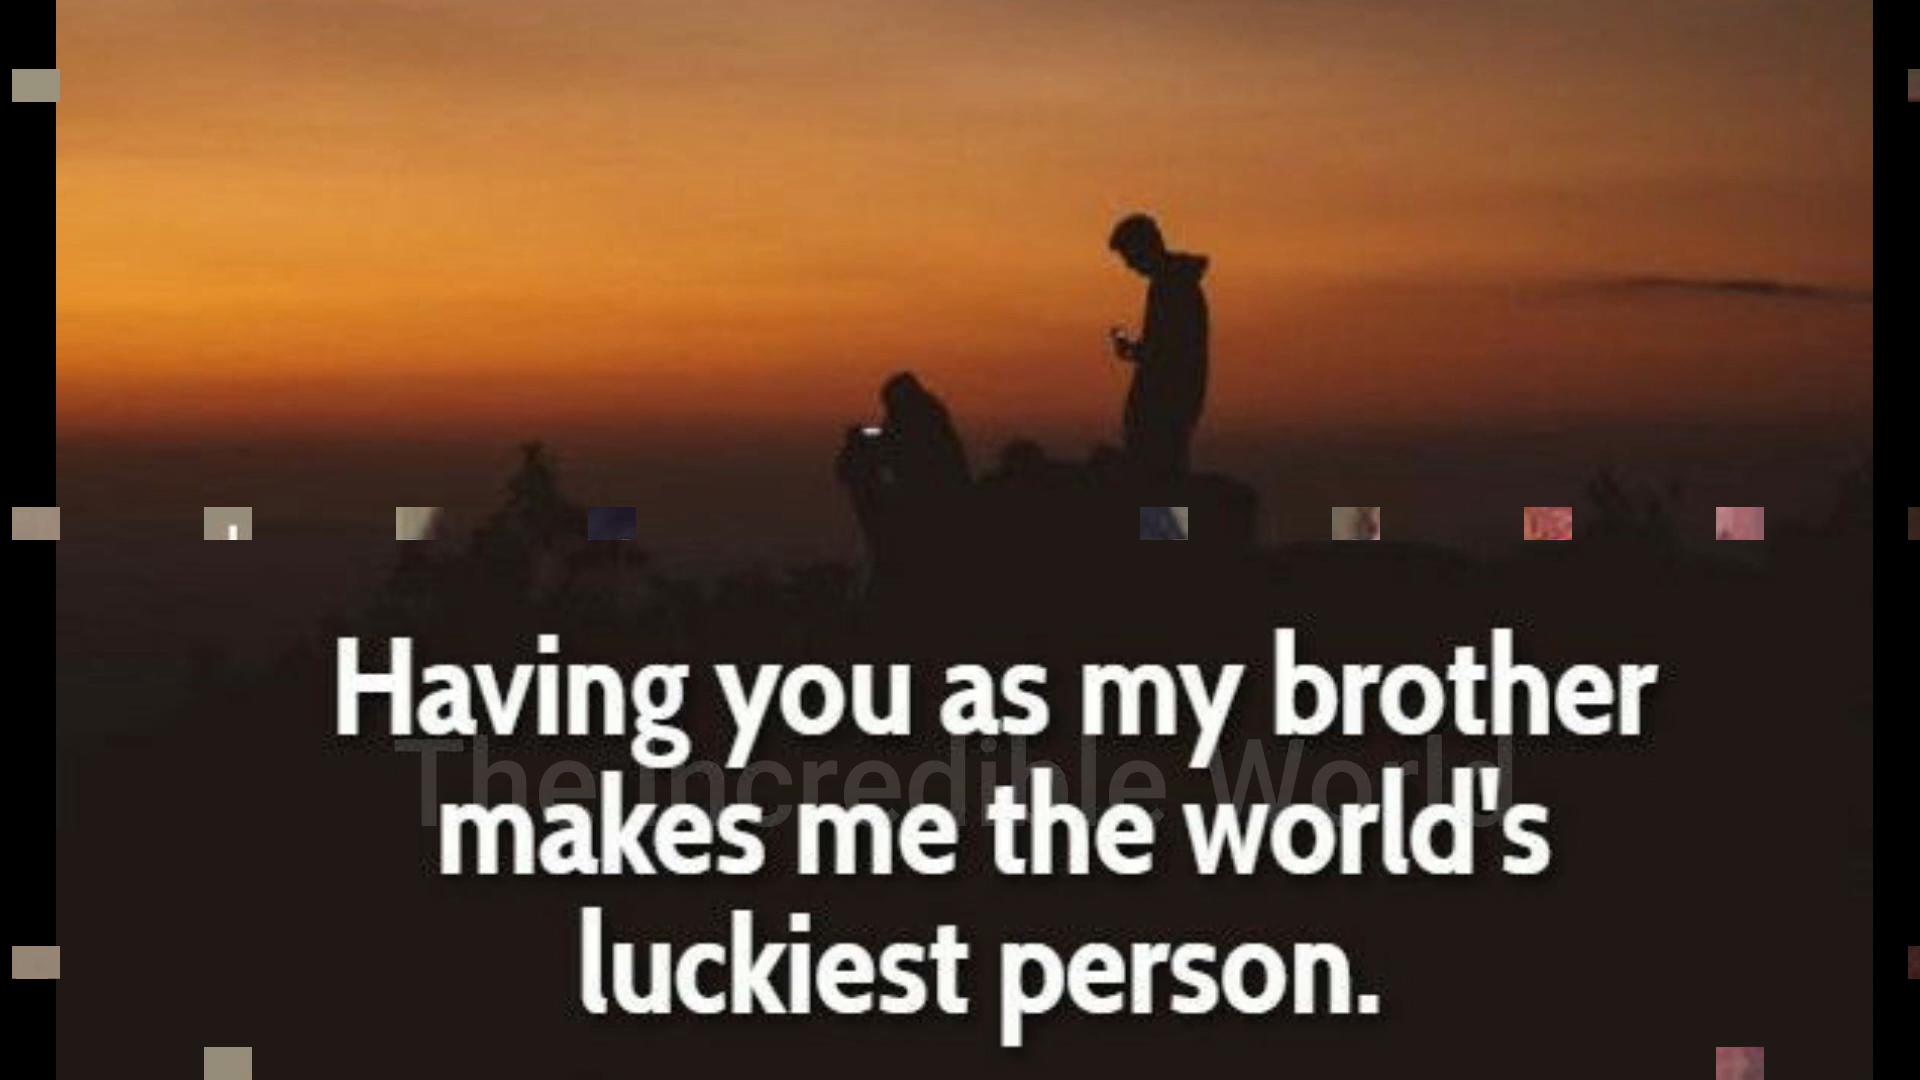 Having you as my brother
The Incredible World
makes me the world's
luckiest person.